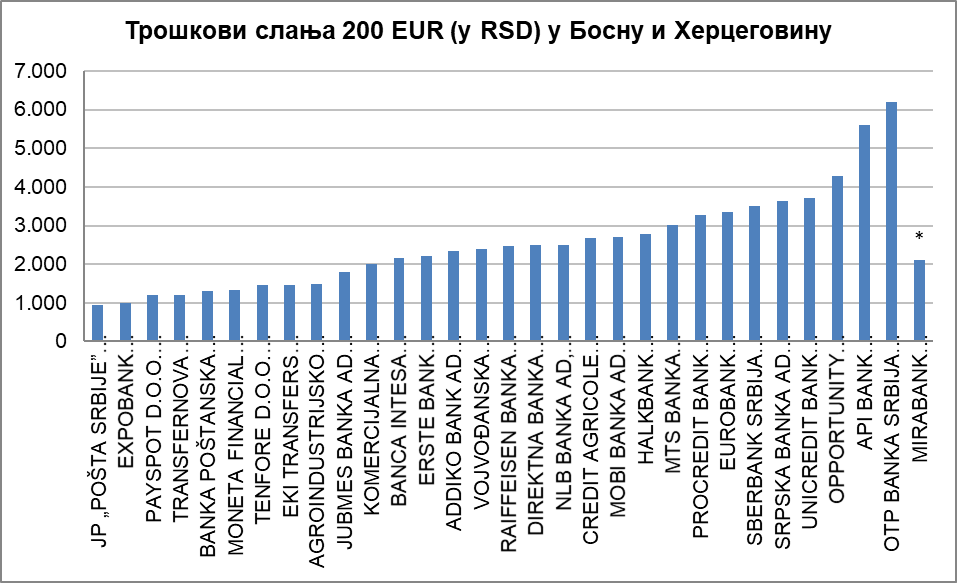 Трошкови слања 200 EUR (у RSD) у Босну и Херцеговину
7.000
6.000
5.000
4.000
3.000
2.000
1.000
0
*
JP „POŠTA SRBIJE”…
EXPOBANK…
PAYSPOT D.O.O.…
TRANSFERNOVA…
BANKA POŠTANSKA…
MONETA FINANCIAL…
TENFORE D.O.O.…
EKI TRANSFERS…
AGROINDUSTRIJSKO…
JUBMES BANKA AD…
KOMERCIJALNA…
BANCA INTESA…
ERSTE BANK…
ADDIKO BANK AD…
VOJVOĐANSKA…
RAIFFEISEN BANKA…
DIREKTNA BANKA…
NLB BANKA AD,…
CREDIT AGRICOLE…
MOBI BANKA AD…
HALKBANK…
MTS BANKA…
PROCREDIT BANK…
EUROBANK…
SBERBANK SRBIJA…
SRPSKA BANKA AD…
UNICREDIT BANK…
OPPORTUNITY…
API BANK…
OTP BANKA SRBIJA…
MIRABANK…